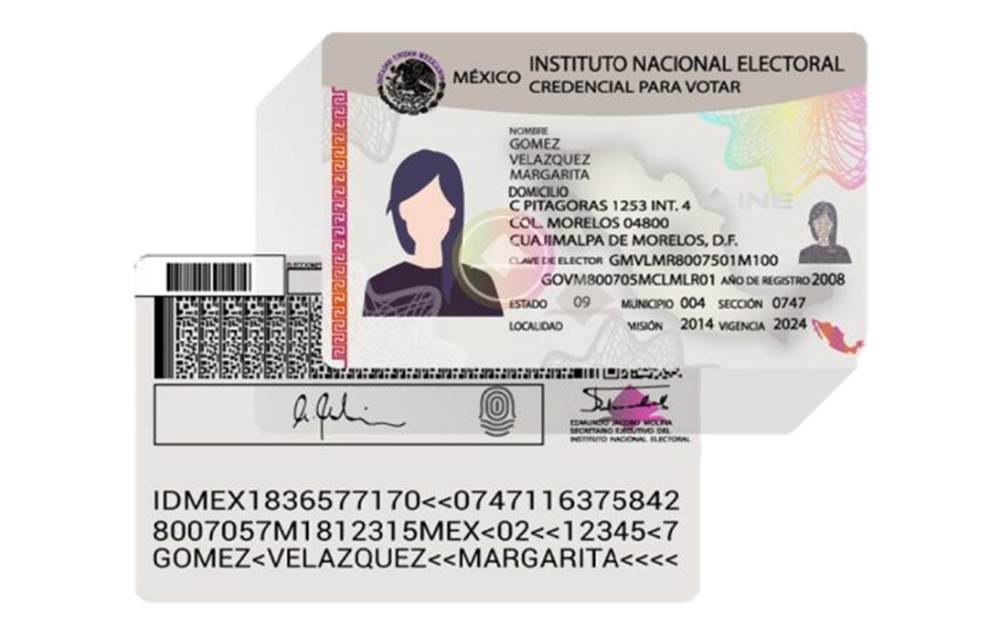 ESTADOS UNIDOS MEXICANOS
MÉXICO
INSTITUTO NACIONAL ELECTORAL
CREDENCIAL PARA VOTAR
NOMBRE
GOMEZ
VELAZQUEZ
MARGARITA
DOMICILIO
C PITAGORAS 1253 INT. 4
COL. MORELOS 04800
CUAJIMALPA DE MORELOS, D.F.
INE
CLAVE DE ELECTOR GMVLMR8007501M100
GOVM800705MCLMLR01 AÑO DE REGISTRO 2008
ESTADO 09 MUNICIPIO 004 SECCIÓN 0747
LOCALIDAD MISIÓN 2014 VIGENCIA 2024
EDMUNDO JACOBO MOLINA
SECRETARIO EJECUTIVO DEL
INSTITUTO NACIONAL ELECTORAL
IDMEX1836577170<<0747116375842
8007057M1812315MEX<02<<12345<7
GOMEZ<VELAZQUEZ<<MARGARITA<<<<